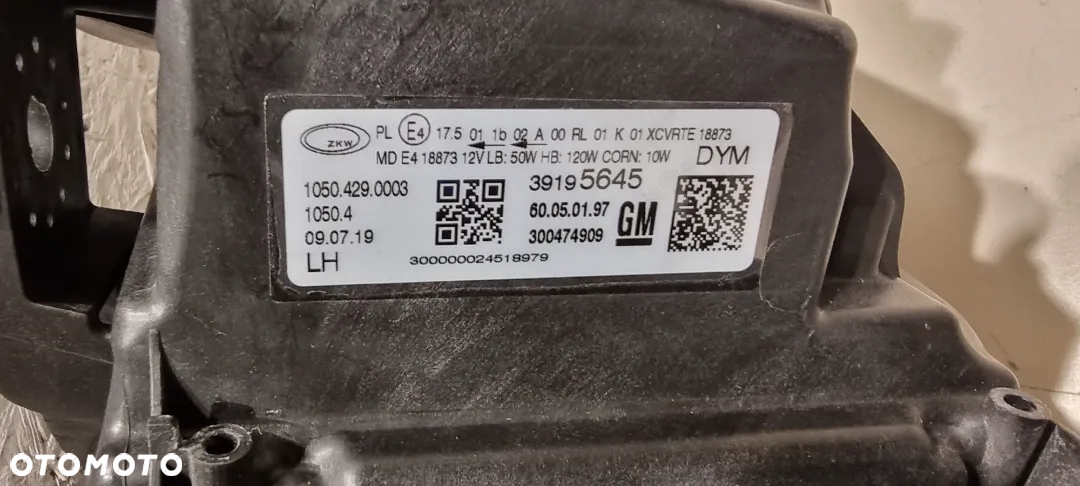 ZKW
PL E4 17.5 01 1b 02 A 00 RL 01 K 01 XCVRTE 18873
MD E4 18873 12V LB: 50W HB: 120W CORN: 10W DYM
1050.429.0003 39195645
1050.4 60.05.01.97 GM
09.07.19 300474909
LH 300000024518979
OTOMOTO